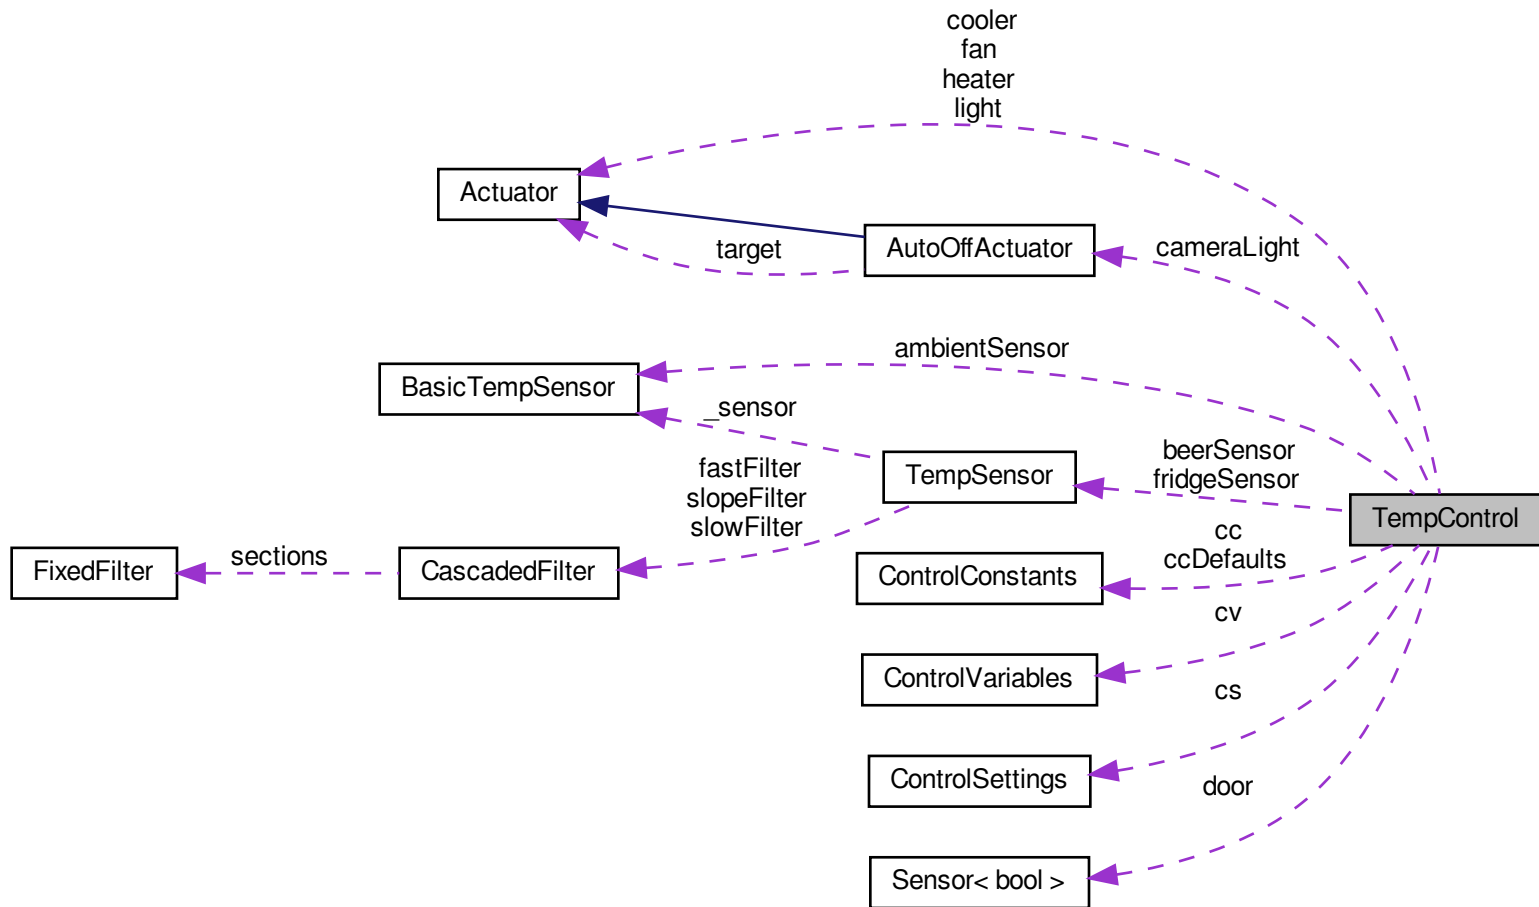 cooler
fan
heater
light
Actuator
target
AutoOffActuator
cameraLight
ambientSensor
BasicTempSensor
_sensor
fastFilter
slopeFilter
slowFilter
TempSensor
beerSensor
fridgeSensor
TempControl
cc
ccDefaults
FixedFilter
sections
CascadedFilter
ControlConstants
cv
ControlVariables
cs
ControlSettings
door
Sensor< bool >